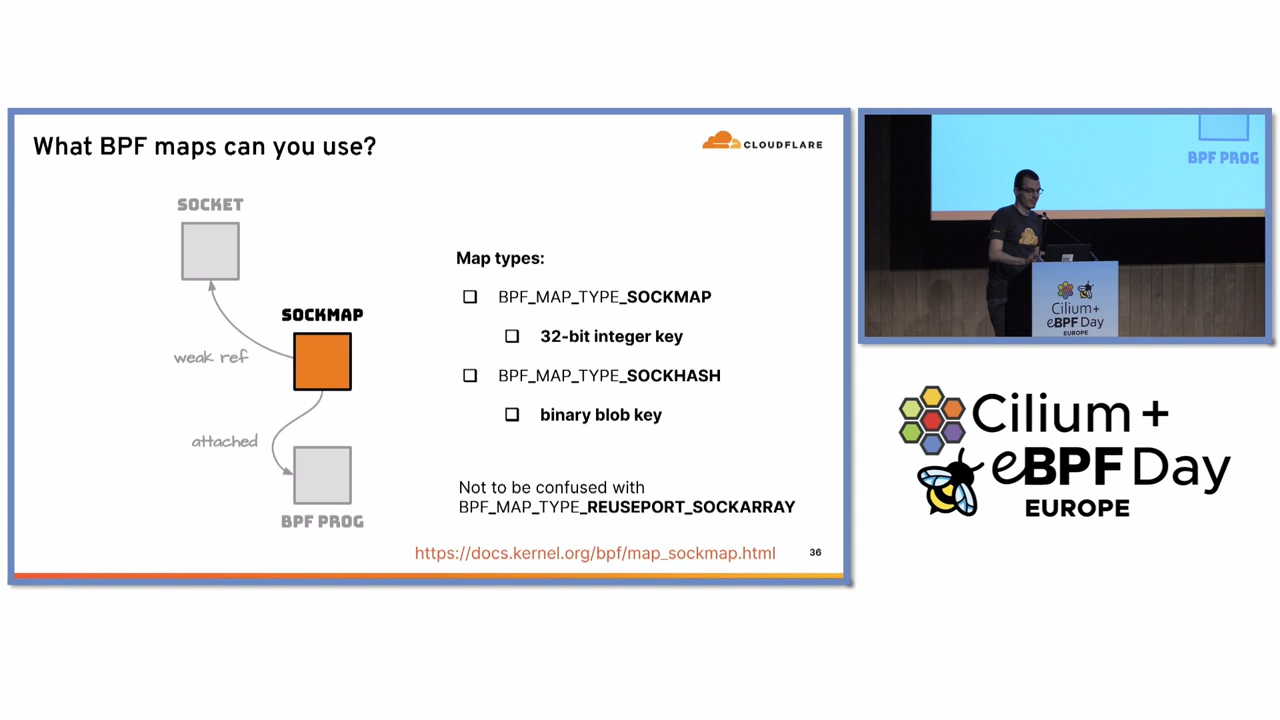 What BPF maps can you use?
CLOUDFLARE
SOCKET
SOCKMAP
weak ref
attached
BPF PROG
Map types:
BPF_MAP_TYPE_SOCKMAP
32-bit integer key
BPF_MAP_TYPE_SOCKHASH
binary blob key
Not to be confused with
BPF_MAP_TYPE_REUSEPORT_SOCKARRAY
https://docs.kernel.org/bpf/map_sockmap.html
36
BPF PROG
Cilium+
eBPF Day
EUROPE
Cilium +
eBPF Day
EUROPE